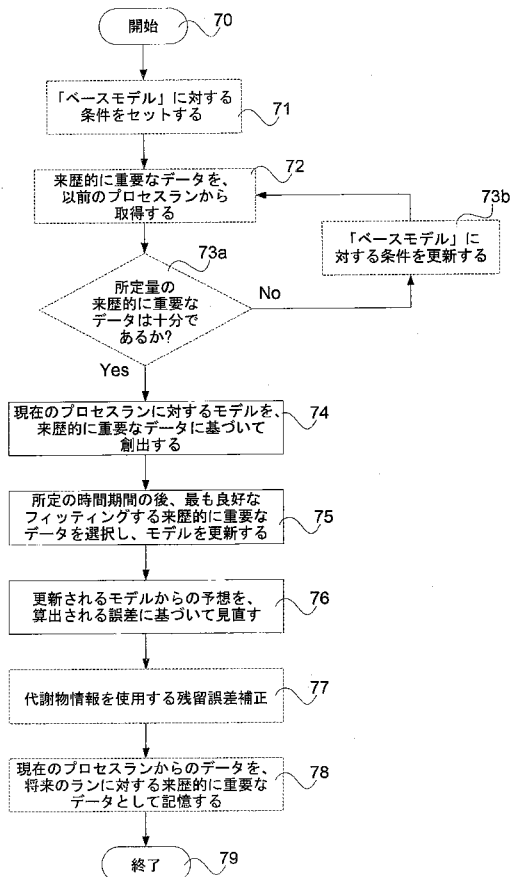 開始
70
「ベースモデル」に対する
条件をセットする
71
72
来歴的に重要なデータを、
以前のプロセスランから
取得する
73b
「ベースモデル」に
対する条件を更新する
73a
所定量の
来歴的に重要な
データは十分で
あるか?
No
Yes
現在のプロセスランに対するモデルを、
来歴的に重要なデータに基づいて
創出する
74
所定の時間期間の後、最も良好な
フィッティングする来歴的に重要な
データを選択し、モデルを更新する
75
更新されるモデルからの予想を、
算出される誤差に基づいて見直す
76
代謝物情報を使用する残留誤差補正
77
現在のプロセスランからのデータを、
将来のランに対する来歴的に重要な
データとして記憶する
78
終了
79